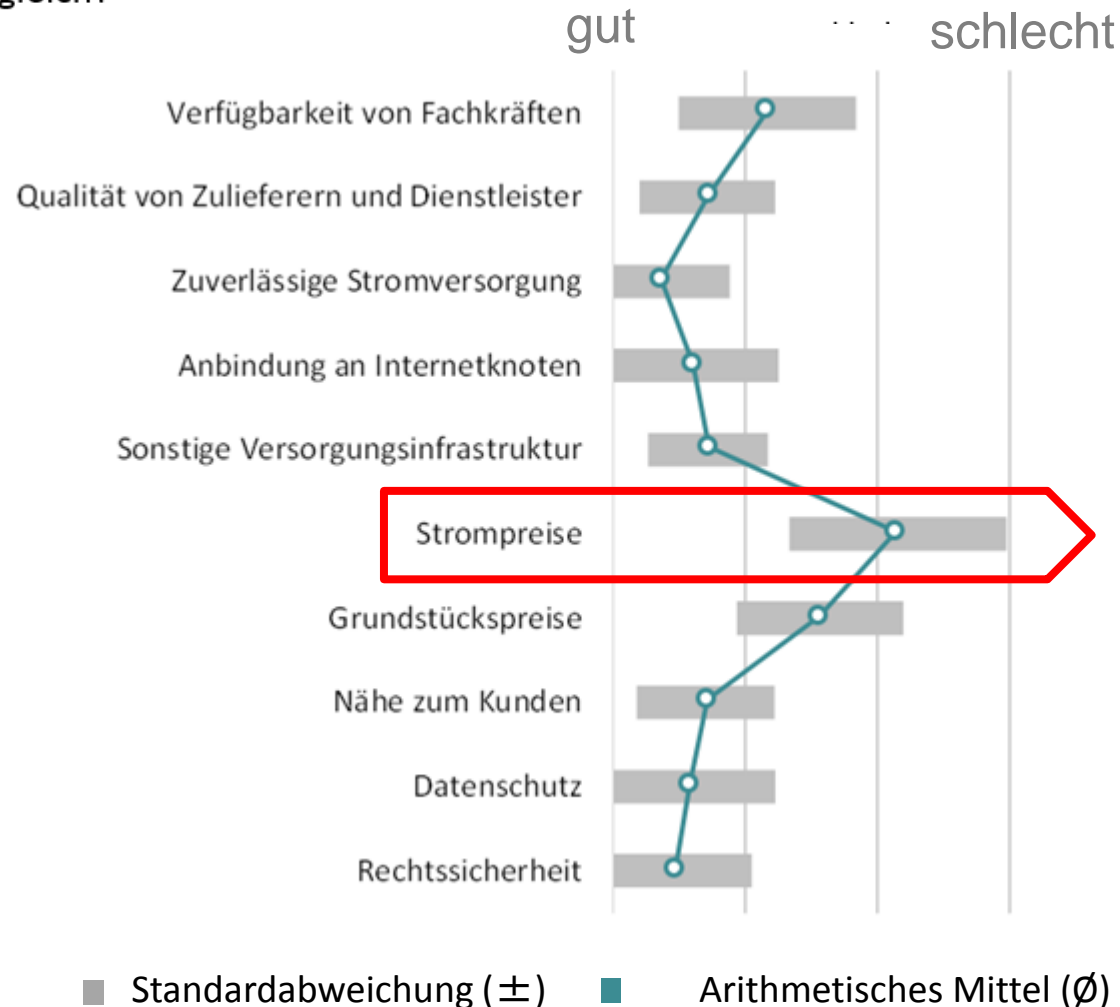 gut schlecht
Verfügbarkeit von Fachkräften
Qualität von Zulieferern und Dienstleister
Zuverlässige Stromversorgung
Anbindung an Internetknoten
Sonstige Versorgungsinfrastruktur
Strompreise
Grundstückspreise
Nähe zum Kunden
Datenschutz
Rechtssicherheit
Standardabweichung (±) Arithmetisches Mittel (Ø)